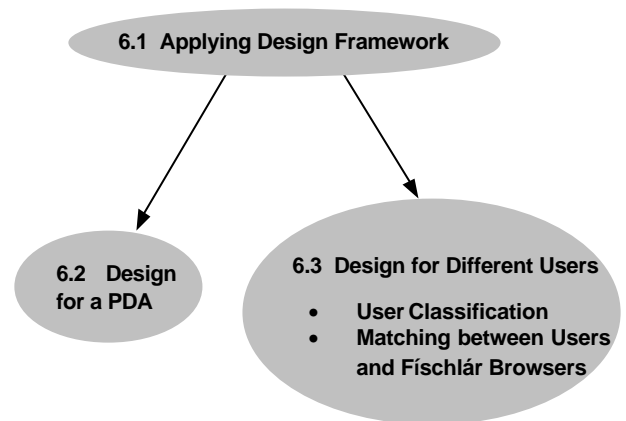 6.1 Applying Design Framework
6.2 Design
for a PDA
6.3 Design for Different Users
• User Classification
• Matching between Users
and Físchlár Browsers